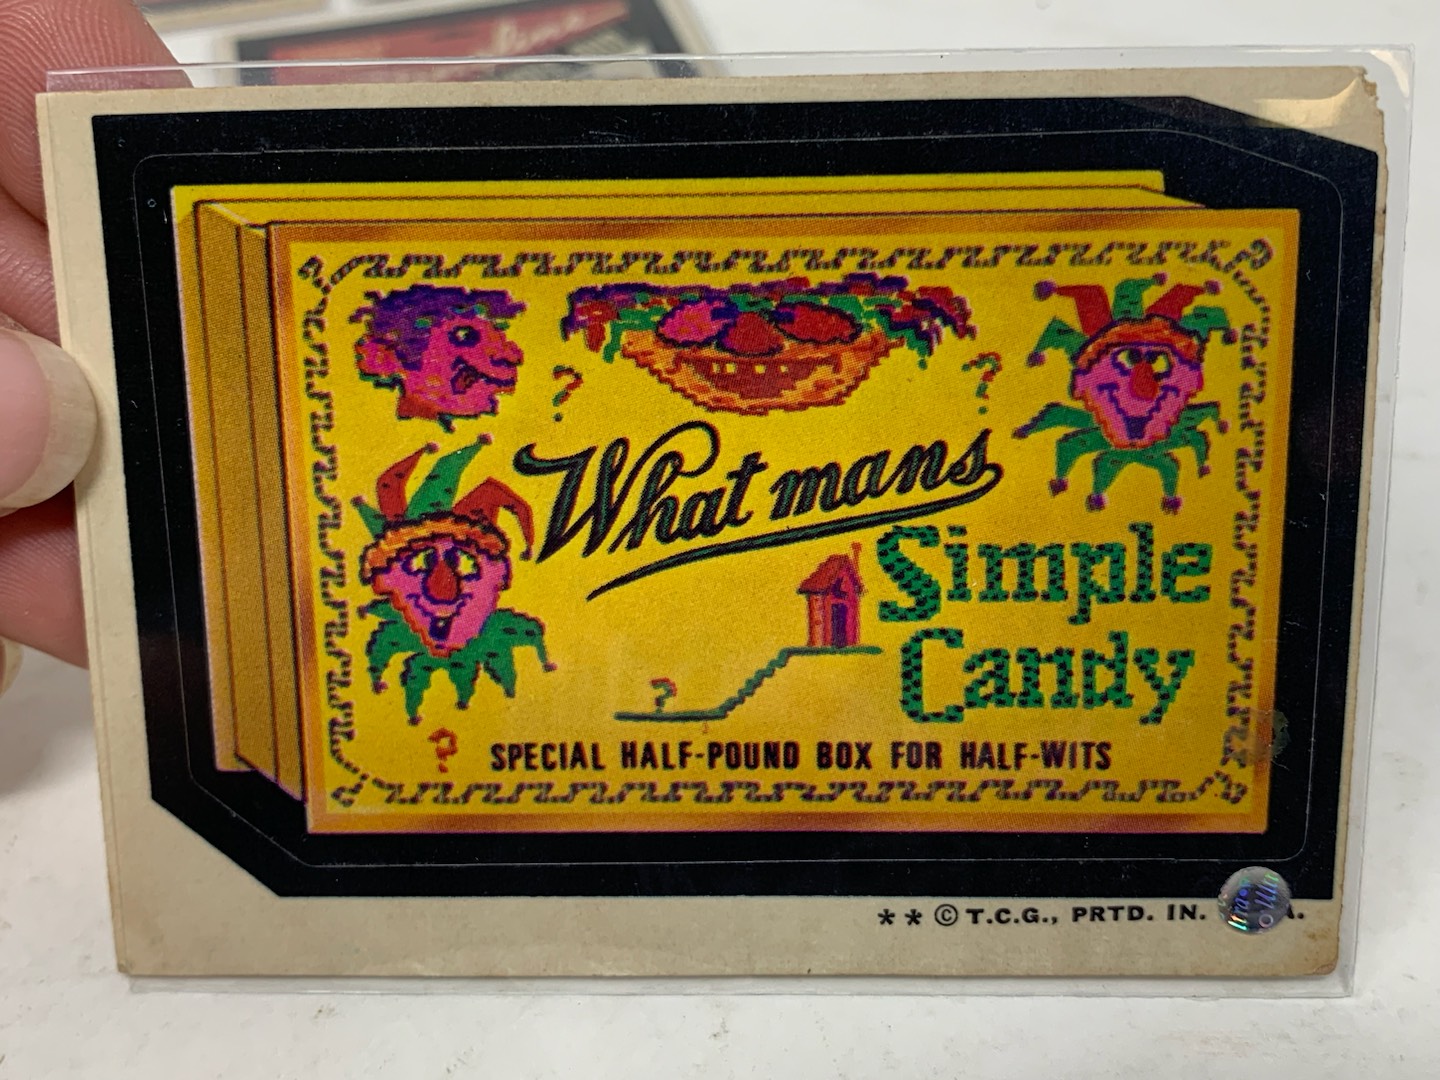 What mans
Simple
Candy
SPECIAL HALF-POUND BOX FOR HALF-WITS
** © T.C.G., PRTD. IN.